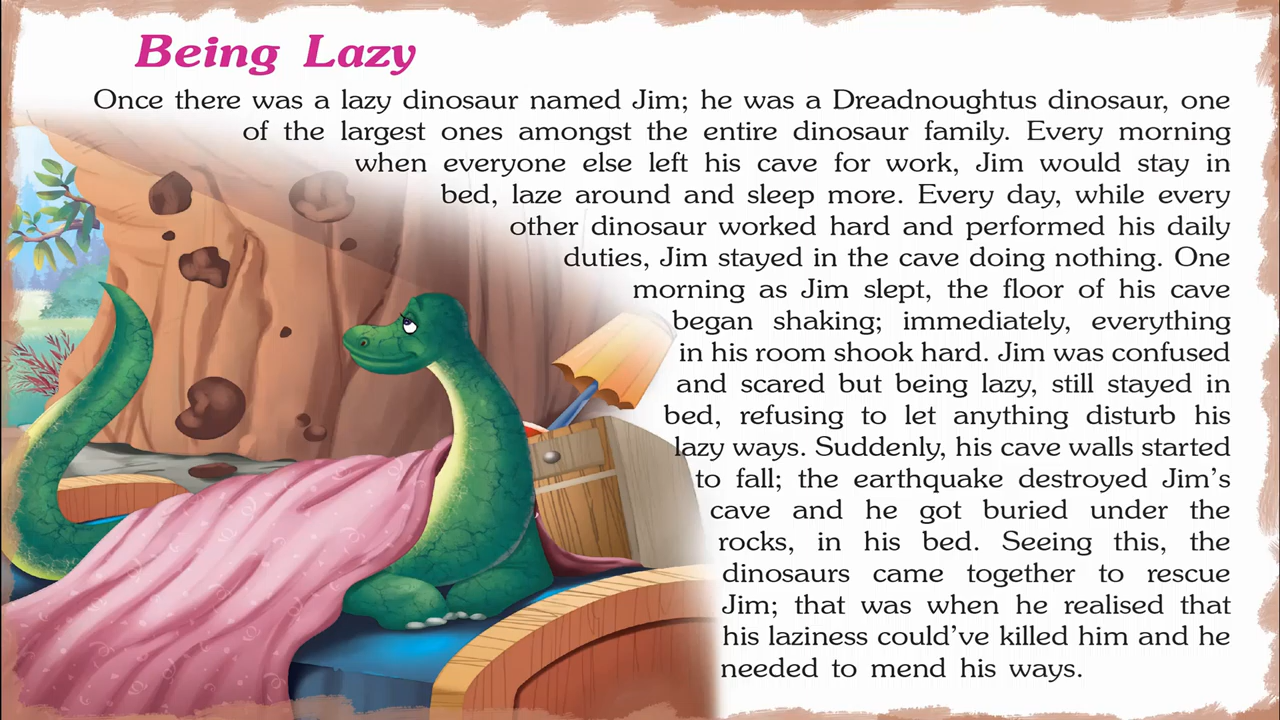 Being Lazy
Once there was a lazy dinosaur named Jim; he was a Dreadnoughtus dinosaur, one
of the largest ones amongst the entire dinosaur family. Every morning
when everyone else left his cave for work, Jim would stay in
bed, laze around and sleep more. Every day, while every
other dinosaur worked hard and performed his daily
duties, Jim stayed in the cave doing nothing. One
morning as Jim slept, the floor of his cave
began shaking; immediately, everything
in his room shook hard. Jim was confused
and scared but being lazy, still stayed in
bed, refusing to let anything disturb his
lazy ways. Suddenly, his cave walls started
to fall; the earthquake destroyed Jim's
cave and he got buried under the
rocks, in his bed. Seeing this, the
dinosaurs came together to rescue
Jim; that was when he realised that
his laziness could've killed him and he
needed to mend his ways.